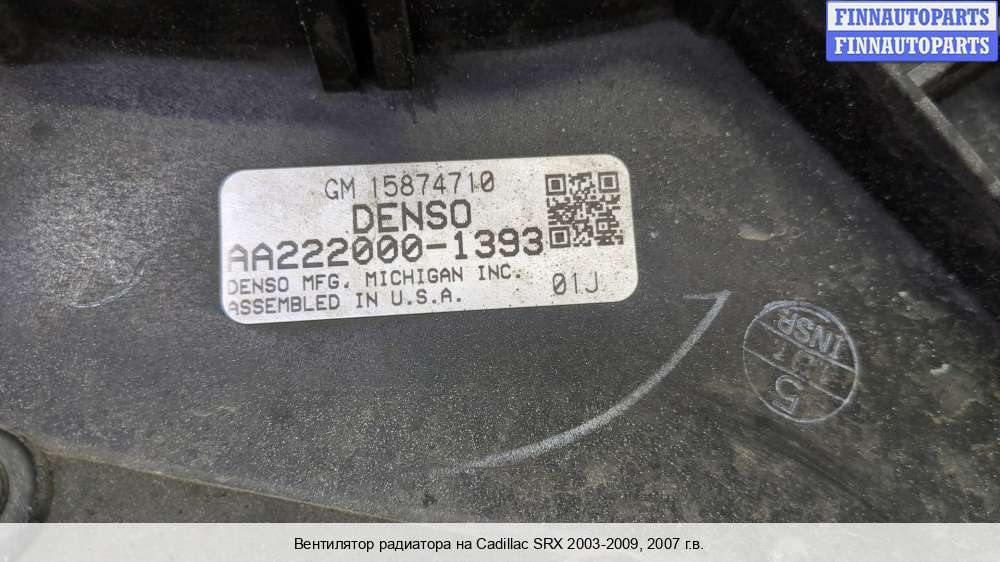 FINNAUTOPARTS
FINNAUTOPARTS
GM 15874710
DENSO
AA222000-1393
DENSO MFG. MICHIGAN INC.
ASSEMBLED IN U.S.A.
01J
INSP
5
Вентилятор радиатора на Cadillac SRX 2003-2009, 2007 г.в.